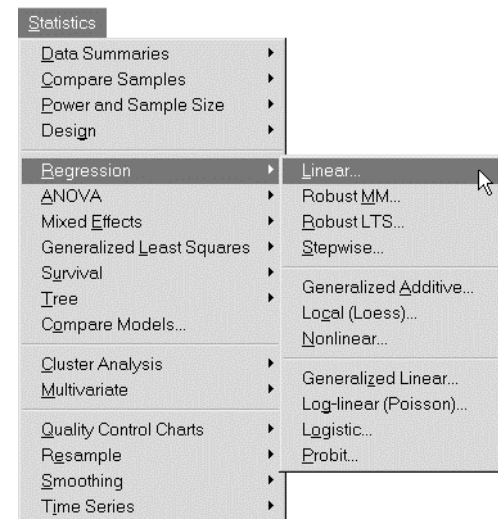 Statistics
Data Summaries
Compare Samples
Power and Sample Size
Design
Regression
ANOVA
Mixed Effects
Generalized Least Squares
Survival
Tree
Compare Models...
Cluster Analysis
Multivariate
Quality Control Charts
Resample
Smoothing
Time Series
Linear...
Robust MM...
Robust LTS...
Stepwise...
Generalized Additive...
Local (Loess)...
Nonlinear...
Generalized Linear...
Log-linear (Poisson)...
Logistic...
Probit...